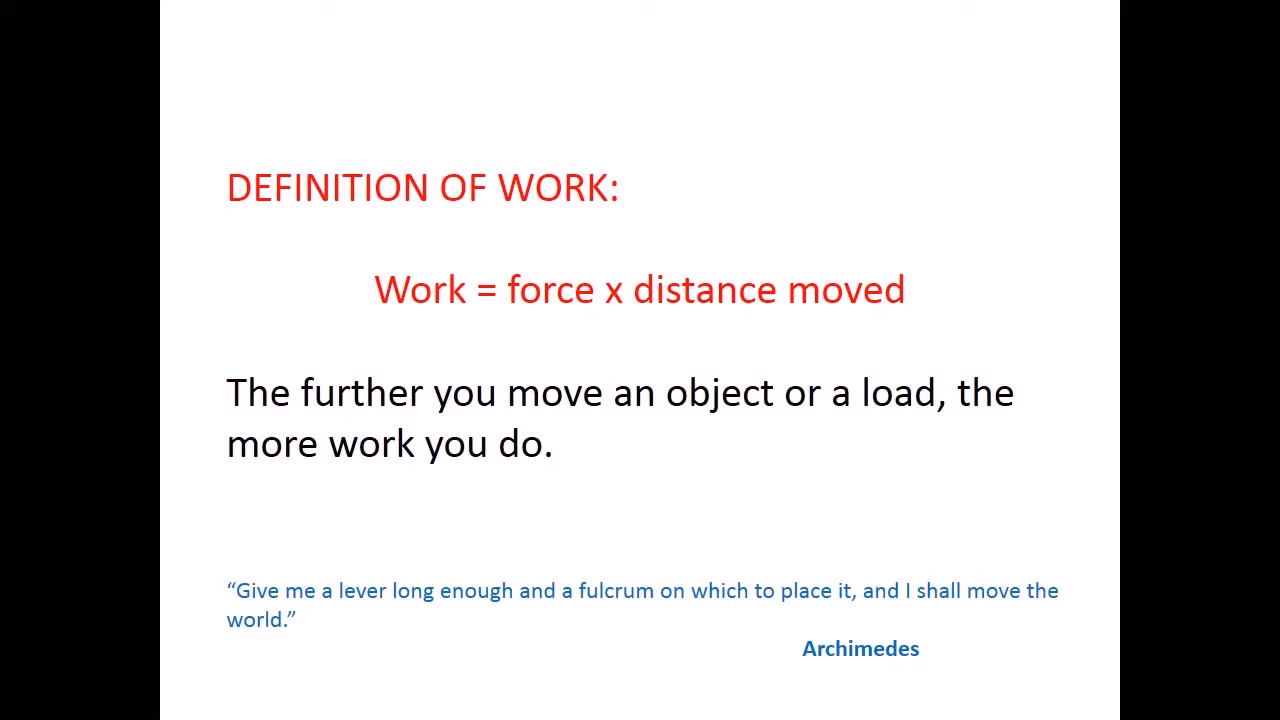 DEFINITION OF WORK:
Work = force x distance moved
The further you move an object or a load, the
more work you do.
“Give me a lever long enough and a fulcrum on which to place it, and I shall move the
world.”
Archimedes